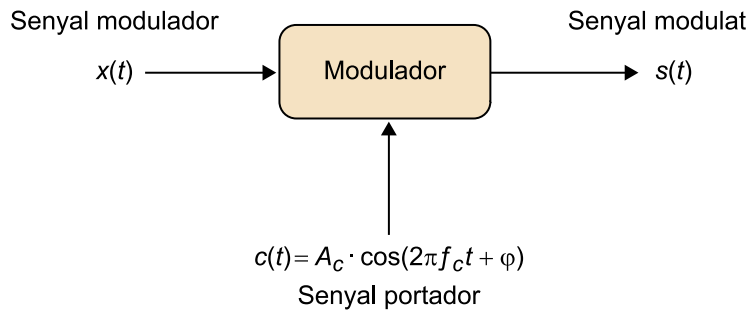 Senyal modulador
Senyal modulat
x(t)
Modulador
s(t)
c(t) = A_c · cos(2πf_c t + φ)
Senyal portador